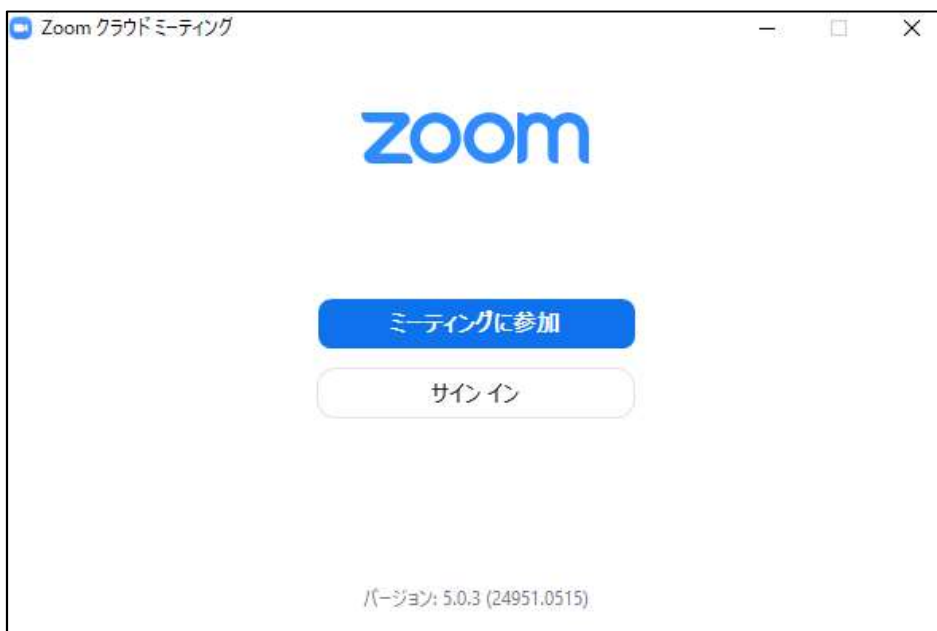 Zoom クラウド ミーティング
zoom
ミーティングに参加
サイン イン
バージョン: 5.0.3 (24951.0515)